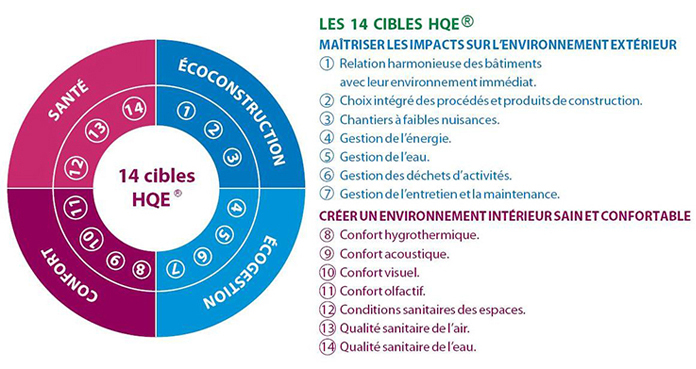 SANTÉ
ÉCOCONSTRUCTION
14
13
12
1
2
3
14 cibles
HQE ®
11
10
9
8
4
5
6
7
CONFORT
ÉCOGESTION
LES 14 CIBLES HQE®
MAÎTRISER LES IMPACTS SUR L'ENVIRONNEMENT EXTÉRIEUR
1 Relation harmonieuse des bâtiments
avec leur environnement immédiat.
2 Choix intégré des procédés et produits de construction.
3 Chantiers à faibles nuisances.
4 Gestion de l'énergie.
5 Gestion de l'eau.
6 Gestion des déchets d'activités.
7 Gestion de l'entretien et la maintenance.
CRÉER UN ENVIRONNEMENT INTÉRIEUR SAIN ET CONFORTABLE
8 Confort hygrothermique.
9 Confort acoustique.
10 Confort visuel.
11 Confort olfactif.
12 Conditions sanitaires des espaces.
13 Qualité sanitaire de l'air.
14 Qualité sanitaire de l'eau.